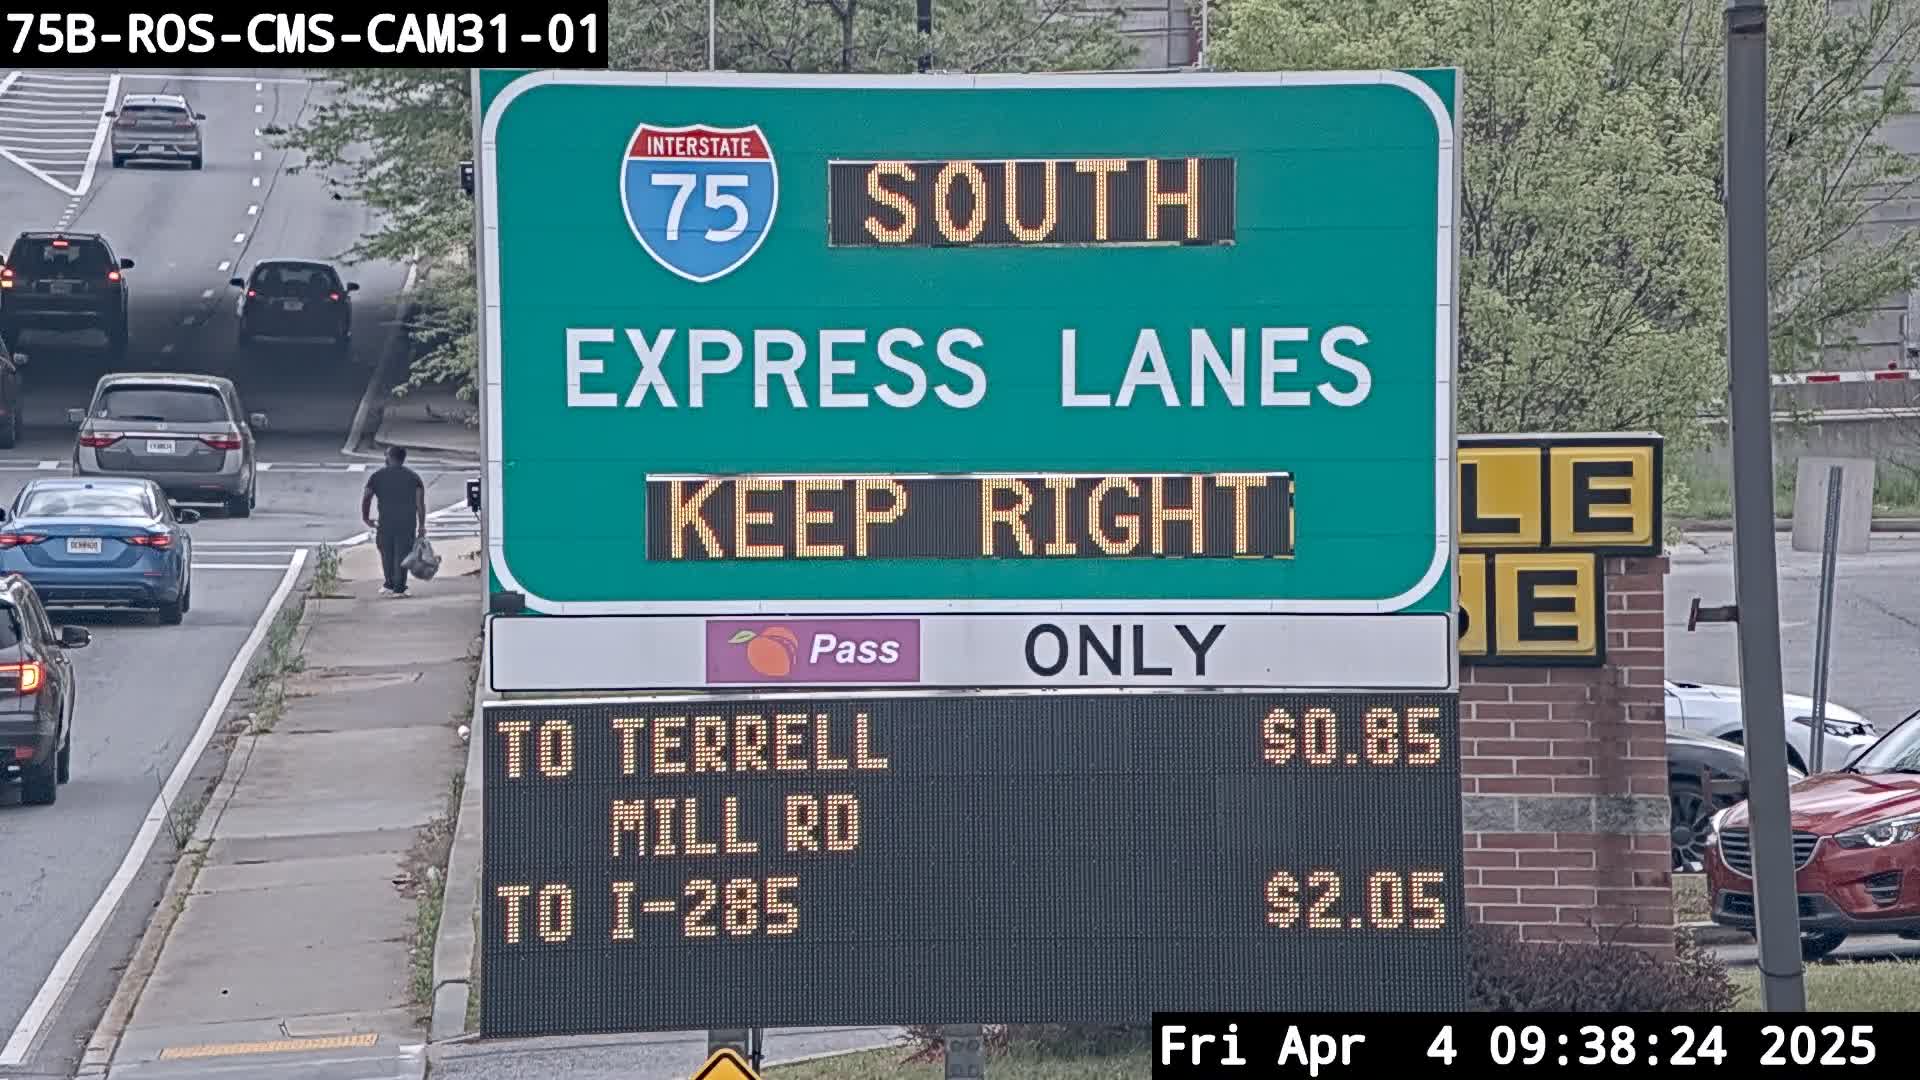 75B-ROS-CMS-CAM31-01
INTERSTATE
75
SOUTH
EXPRESS LANES
KEEP RIGHT
Pass ONLY
TO TERRELL $0.85
MILL RD
TO I-285 $2.05
LE
E
Fri Apr 4 09:38:24 2025